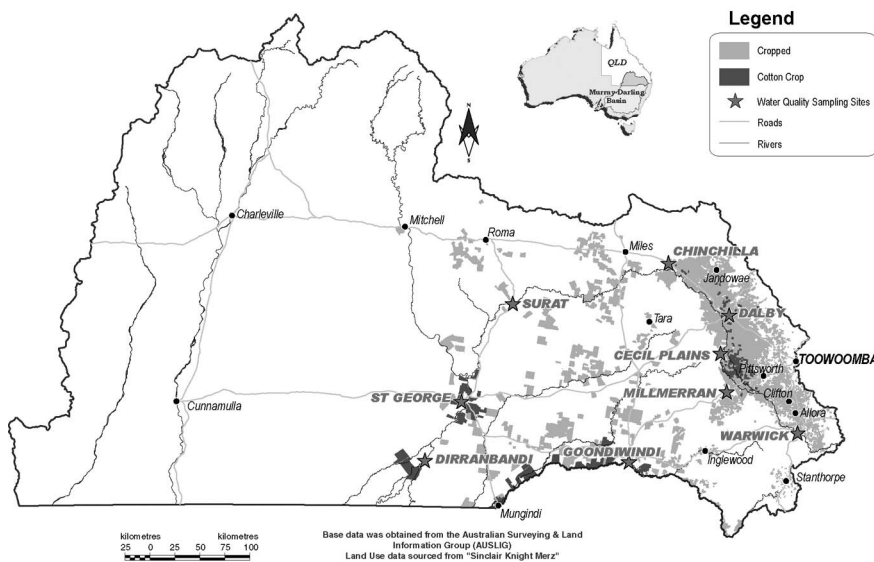 Legend
Cropped
Cotton Crop
Water Quality Sampling Sites
Roads
Rivers
QLD
Murray-Darling
Basin
N
S
Charleville
Mitchell
Roma
Miles
CHINCHILLA
Jandowae
SURAT
DALBY
Tara
CECIL PLAINS
TOOWOOMBA
Pittsworth
ST GEORGE
MILLMERRAN
Clifton
Cunnamulla
Allora
WARWICK
DIRRANBANDI
GOONDIWINDI
Inglewood
Stanthorpe
Mungindi
kilometres kilometres
25 0 25 50 75 100
Base data was obtained from the Australian Surveying & Land
Information Group (AUSLIG)
Land Use data sourced from "Sinclair Knight Merz"